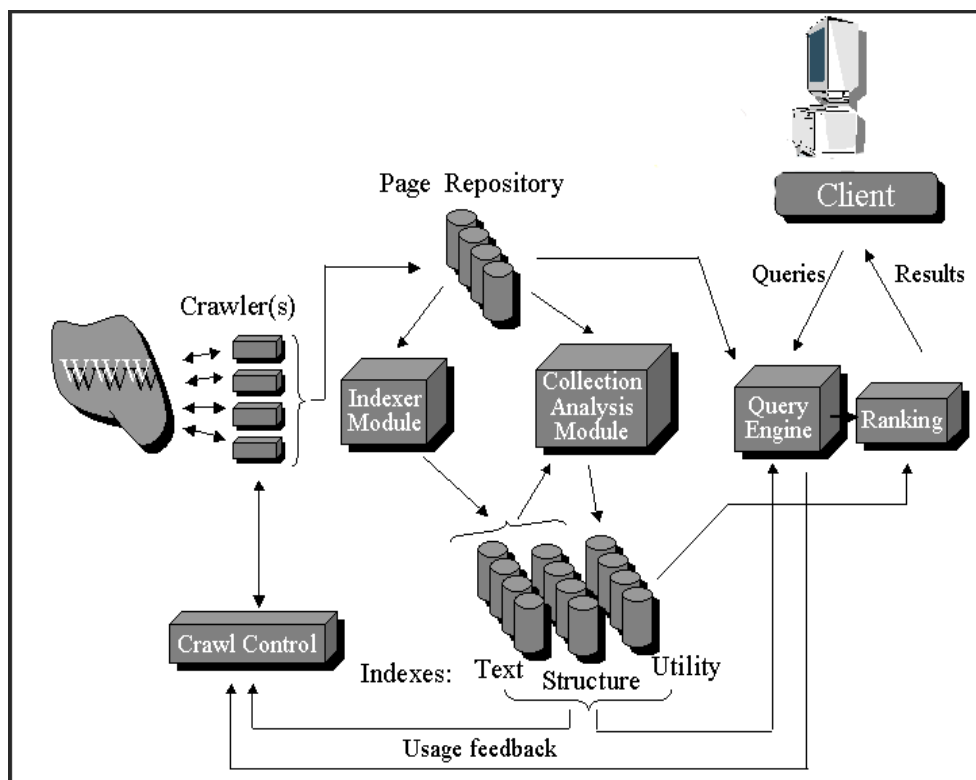 Page Repository
Client
Queries
Results
Crawler(s)
WWW
Indexer
Module
Collection
Analysis
Module
Query
Engine
Ranking
Crawl Control
Indexes:
Text
Structure
Utility
Usage feedback